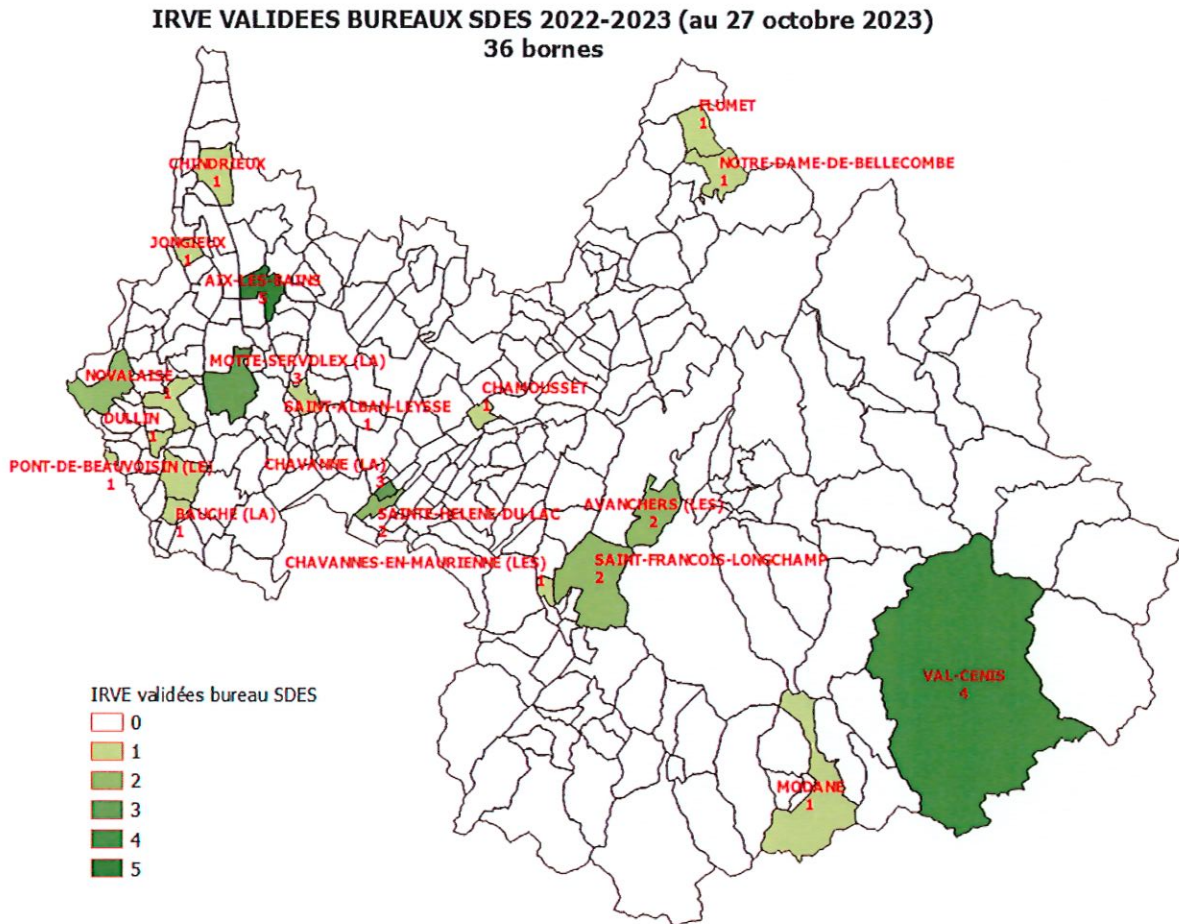 IRVE VALIDEES BUREAUX SDES 2022-2023 (au 27 octobre 2023)
36 bornes
FLUMET
1
CHINDRIEUX
1
NOTRE-DAME-DE-BELLECOMBE
1
JONGIEUX
1
AIX-LES-BAINS
5
MOTTE-SERVOLEX (LA)
3
NOVALAISE
1
CHAMOUSSET
1
SAINT-ALBAN-LEYSSE
1
DULLIN
1
PONT-DE-BEAUVOISIN (LE)
1
CHAVANNE (LA)
3
BAUCHE (LA)
1
SAINTE-HELENE-DU-LAC
2
AVANCHERS (LES)
2
CHAVANNES-EN-MAURIENNE (LES)
1
SAINT-FRANCOIS-LONGCHAMP
2
VAL-CENIS
4
MODANE
1
IRVE validées bureau SDES
0
1
2
3
4
5